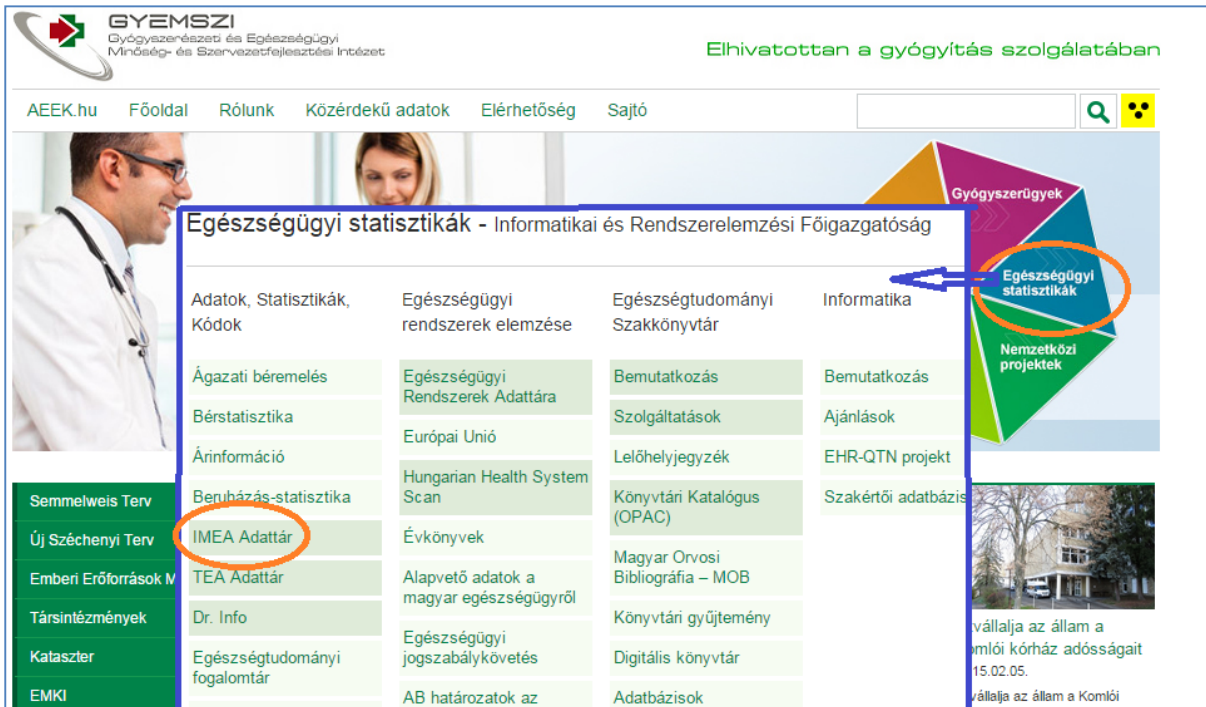 GYEMSZI
Gyógyszerészeti és Egészségügyi
Minőség- és Szervezetfejlesztési Intézet
Elhivatottan a gyógyítás szolgálatában
AEEK.hu Főoldal Rólunk Közérdekű adatok Elérhetőség Sajtó
Gyógyszerügyek
Egészségügyi
statisztikák
Nemzetközi
projektek
Egészségügyi statisztikák - Informatikai és Rendszerelemzési Főigazgatóság
Adatok, Statisztikák,
Kódok
Ágazati béremelés
Bérstatisztika
Árinformáció
Beruházás-statisztika
IMEA Adattár
TEA Adattár
Dr. Info
Egészségtudományi
fogalomtár
Egészségügyi
rendszerek elemzése
Egészségügyi
Rendszerek Adattára
Európai Unió
Hungarian Health System
Scan
Évkönyvek
Alapvető adatok a
magyar egészségügyről
Egészségügyi
jogszabálykövetés
AB határozatok az
Egészségtudományi
Szakkönyvtár
Bemutatkozás
Szolgáltatások
Lelőhelyjegyzék
Könyvtári Katalógus
(OPAC)
Magyar Orvosi
Bibliográfia – MOB
Könyvtári gyűjtemény
Digitális könyvtár
Adatbázisok
Informatika
Bemutatkozás
Ajánlások
EHR-QTN projekt
Szakértői adatbázis
Semmelweis Terv
Új Széchenyi Terv
Emberi Erőforrások M
Társintézmények
Kataszter
EMKI
vállalja az állam a
omlói kórház adósságait
15.02.05.
vállalja az állam a Komlói